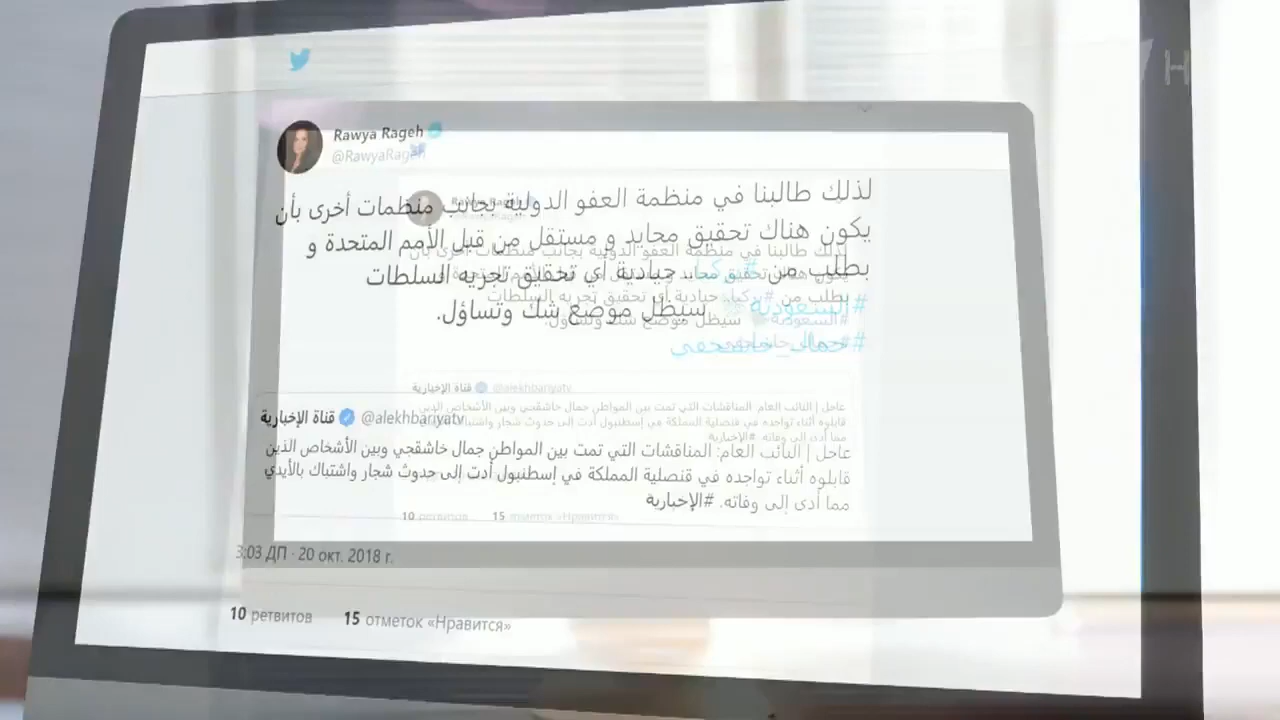 Rawya Rageh
@RawyaRageh
لذلك طالبنا في منظمة العفو الدولية بجانب منظمات أخرى بأن
يكون هناك تحقيق محايد و مستقل من قبل الأمم المتحدة و
بطلب من #تركيا.. حيادية أي تحقيق تجريه السلطات
#السعودية سيظل موضع شك وتساؤل.
#جمال_خاشقجي
قناة الإخبارية @alekhbariyatv
عاجل | النائب العام: المناقشات التي تمت بين المواطن جمال خاشقجي وبين الأشخاص الذين
قابلوه أثناء تواجده في قنصلية المملكة في إسطنبول أدت إلى حدوث شجار واشتباك بالأيدي
مما أدى إلى وفاته. #الإخبارية
3:03 ДП · 20 окт. 2018 г.
10 ретвитов 15 отметок «Нравится»